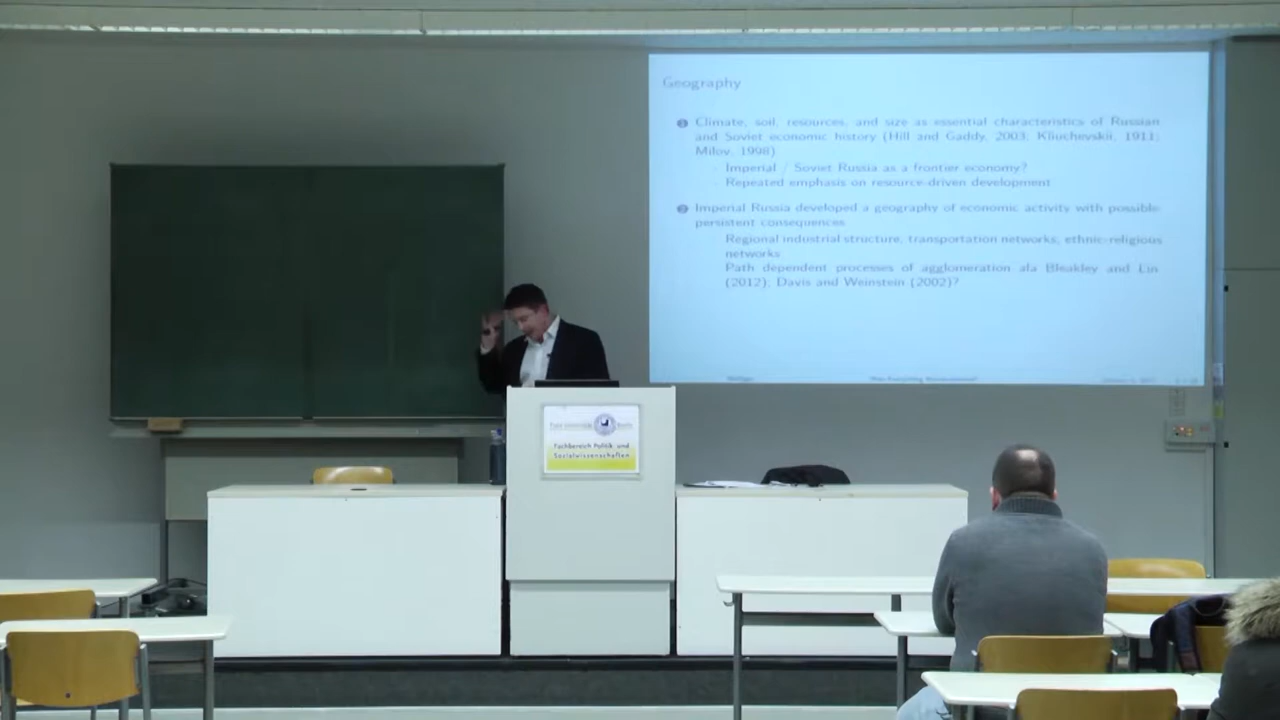 Geography
Climate, soil, resources, and size as essential characteristics of Russian
and Soviet economic history (Hill and Gaddy, 2003; Kliuchevskii, 1911;
Milov, 1998)
Imperial / Soviet Russia as a frontier economy?
Repeated emphasis on resource-driven development
Imperial Russia developed a geography of economic activity with possible
persistent consequences
Regional industrial structure, transportation networks, ethnic-religious
networks
Path dependent processes of agglomeration ala Bleakley and Lin
(2012); Davis and Weinstein (2002)?
Freie Universität Berlin
Fachbereich Politik- und
Sozialwissenschaften